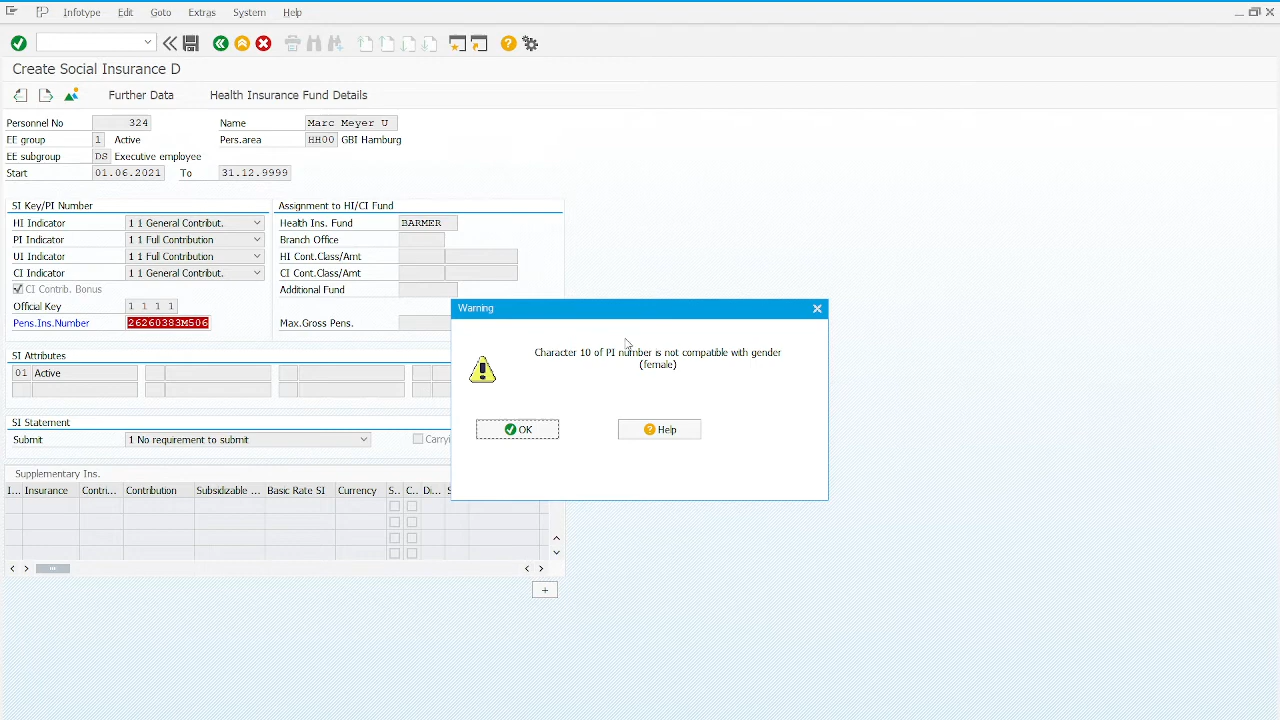 Infotype Edit Goto Extras System Help
Create Social Insurance D
Further Data Health Insurance Fund Details
Personnel No 324 Name Marc Meyer U
EE group 1 Active Pers.area HH00 GBI Hamburg
EE subgroup DS Executive employee
Start 01.06.2021 To 31.12.9999
SI Key/PI Number Assignment to HI/CI Fund
HI Indicator 1 1 General Contribut. Health Ins. Fund BARMER
PI Indicator 1 1 Full Contribution Branch Office
UI Indicator 1 1 Full Contribution HI Cont.Class/Amt
CI Indicator 1 1 General Contribut. CI Cont.Class/Amt
CI Contrib. Bonus Additional Fund
Official Key 1 1 1 1
Pens.Ins.Number 26260383M506 Max.Gross Pens.
Warning
Character 10 of PI number is not compatible with gender
(female)
OK Help
SI Attributes
01 Active
SI Statement
Submit 1 No requirement to submit Carryi
Supplementary Ins.
I... Insurance Contri... Contribution Subsidizable ... Basic Rate SI Currency S.. C.. Di... S
+